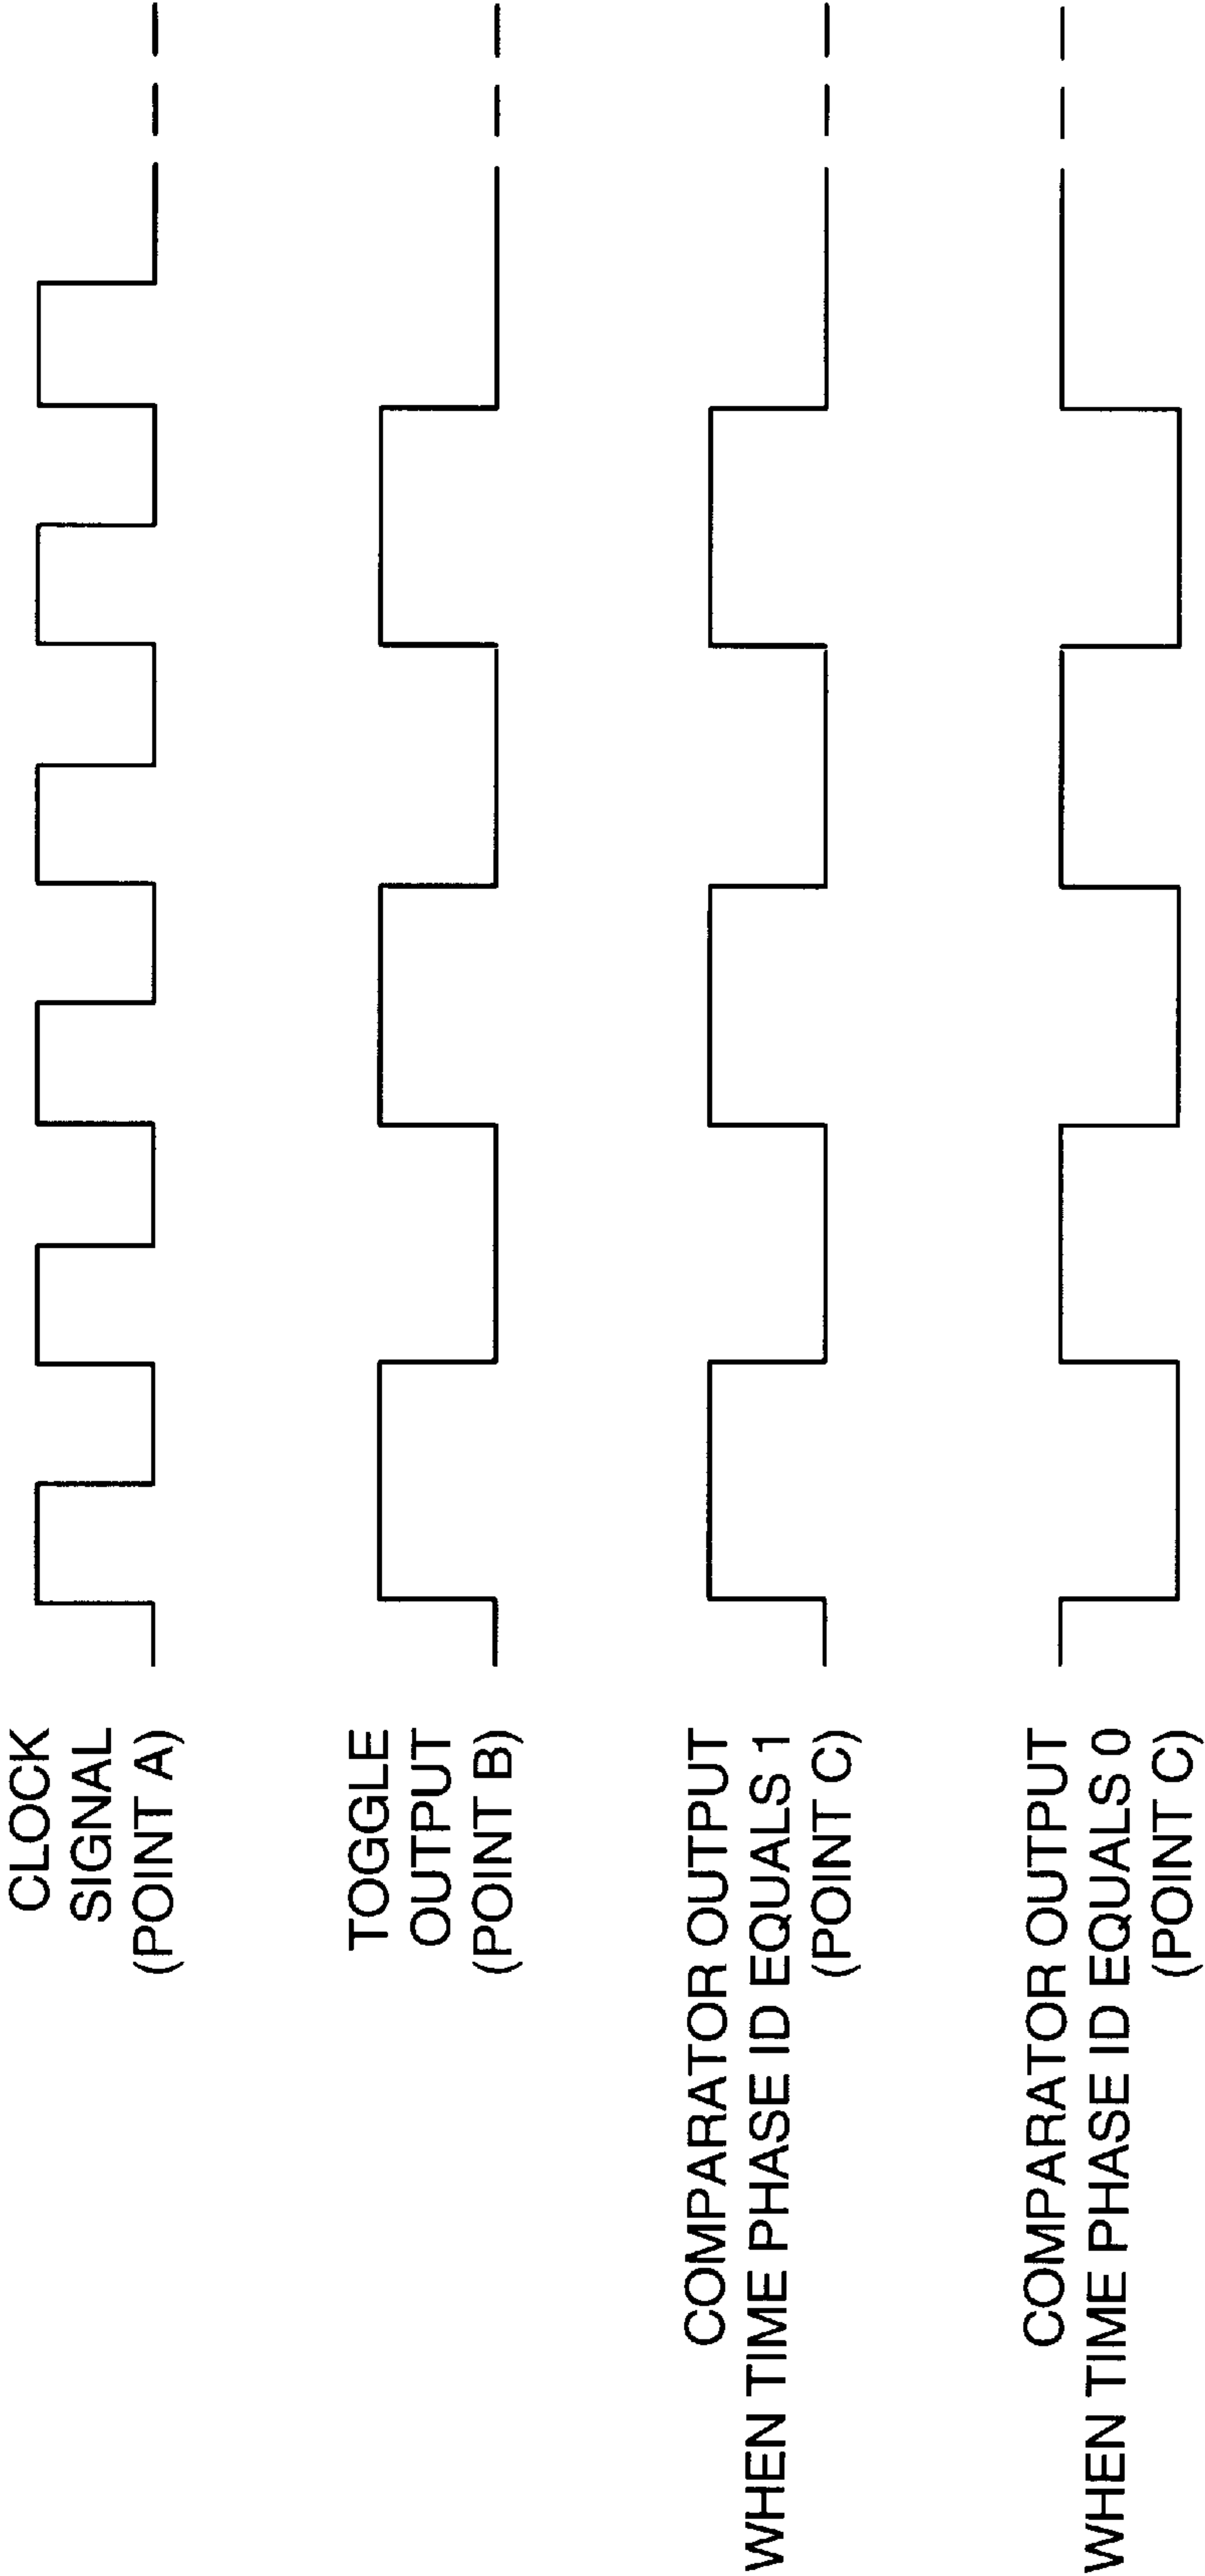 CLOCK
SIGNAL
(POINT A)
TOGGLE
OUTPUT
(POINT B)
COMPARATOR OUTPUT
WHEN TIME PHASE ID EQUALS 1
(POINT C)
COMPARATOR OUTPUT
WHEN TIME PHASE ID EQUALS 0
(POINT C)